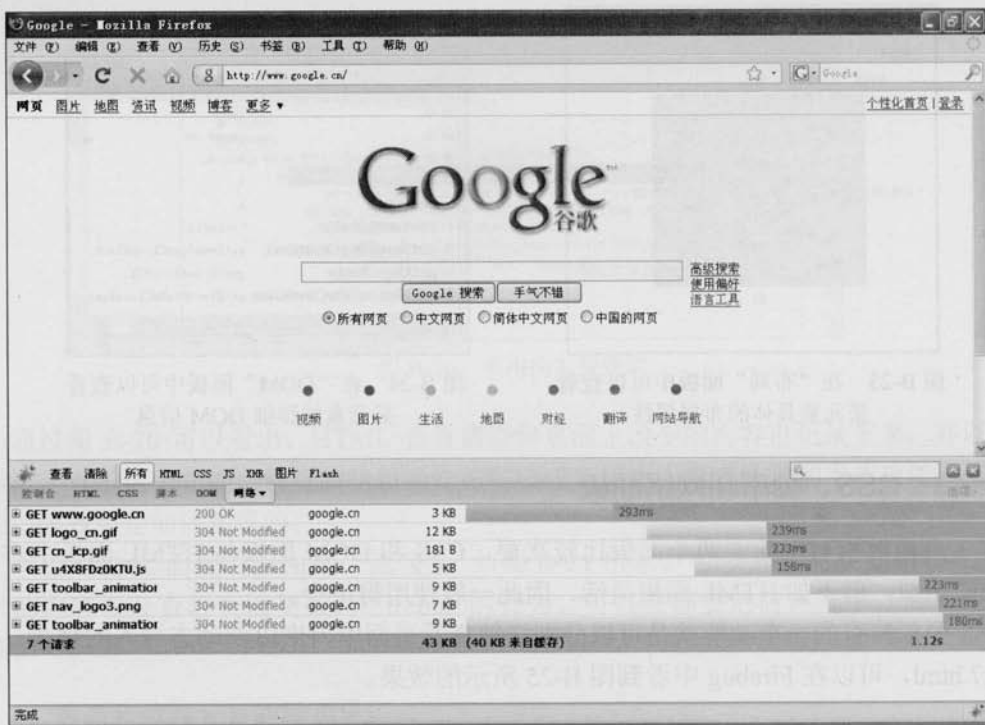 Google - Mozilla Firefox
文件 (F) 编辑 (E) 查看 (V) 历史 (S) 书签 (B) 工具 (T) 帮助 (H)
http://www.google.cn/ Google
网页 图片 地图 资讯 视频 博客 更多 ▼ 个性化首页 | 登录
Google
谷歌
高级搜索
使用偏好
语言工具
Google 搜索 手气不错
所有网页 中文网页 简体中文网页 中国的网页
视频 图片 生活 地图 财经 翻译 网站导航
查看 清除 所有 HTML CSS JS XHR 图片 Flash
控制台 HTML CSS 脚本 DOM 网络 ▼ 选项
GET www.google.cn 200 OK google.cn 3 KB 293ms
GET logo_cn.gif 304 Not Modified google.cn 12 KB 239ms
GET cn_icp.gif 304 Not Modified google.cn 181 B 233ms
GET u4X8FDz0KTU.js 304 Not Modified google.cn 5 KB 158ms
GET toolbar_animation 304 Not Modified google.cn 9 KB 223ms
GET nav_logo3.png 304 Not Modified google.cn 7 KB 221ms
GET toolbar_animation 304 Not Modified google.cn 9 KB 180ms
7 个请求 43 KB (40 KB 来自缓存) 1.12s
完成